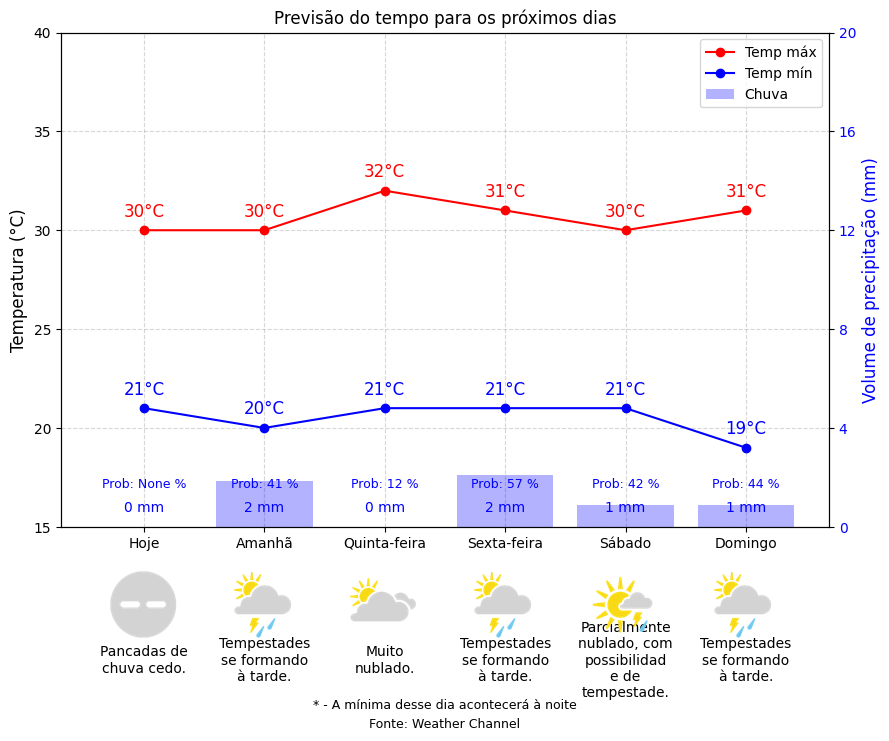 Previsão do tempo para os próximos dias
Temp máx
Temp mín
Chuva
Temperatura (°C)
40
35
30
25
20
15
Volume de precipitação (mm)
20
16
12
8
4
0
30°C
30°C
32°C
31°C
30°C
31°C
21°C
20°C
21°C
21°C
21°C
19°C
Prob: None %
Prob: 41 %
Prob: 12 %
Prob: 57 %
Prob: 42 %
Prob: 44 %
0 mm
2 mm
0 mm
2 mm
1 mm
1 mm
Hoje
Amanhã
Quinta-feira
Sexta-feira
Sábado
Domingo
Pancadas de
chuva cedo.
Tempestades
se formando
à tarde.
Muito
nublado.
Tempestades
se formando
à tarde.
Parcialmente
nublado, com
possibilidad
e de
tempestade.
Tempestades
se formando
à tarde.
* - A mínima desse dia acontecerá à noite
Fonte: Weather Channel